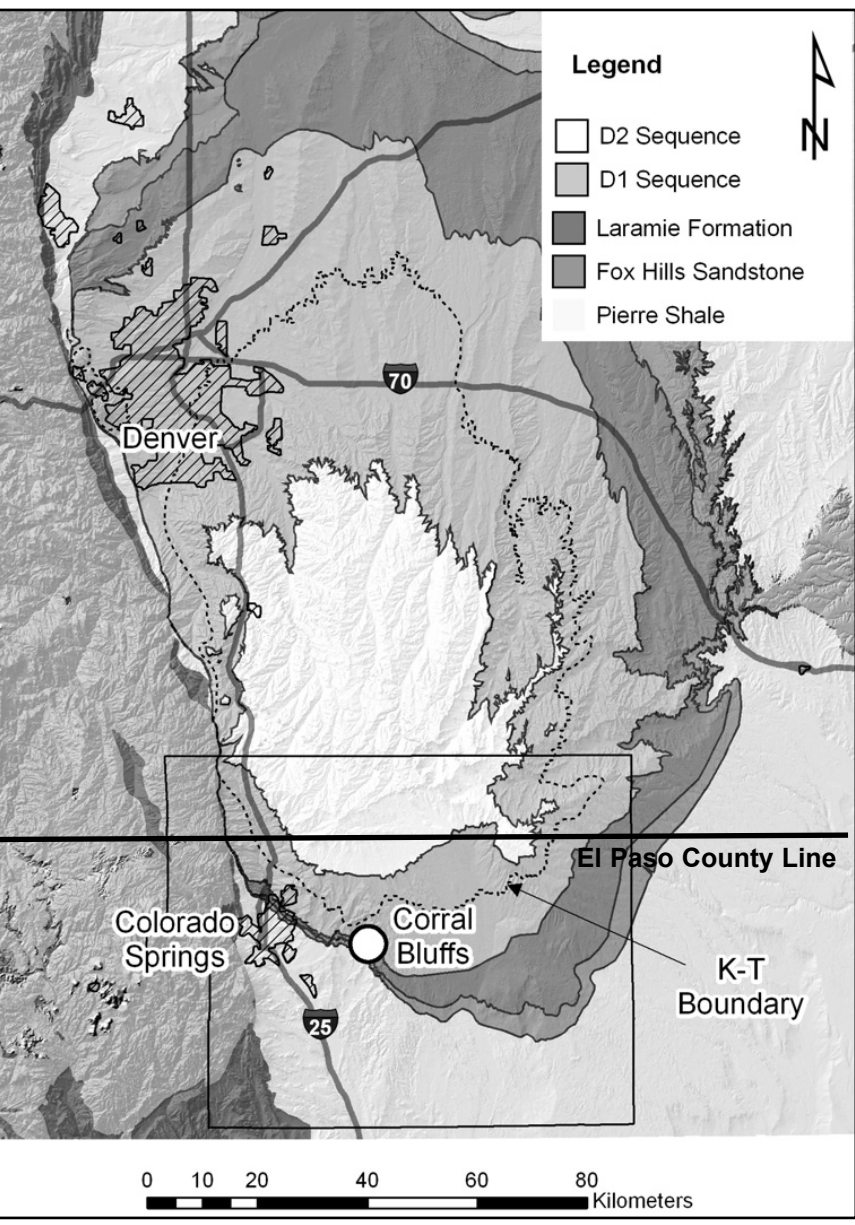 Legend
N
D2 Sequence
D1 Sequence
Laramie Formation
Fox Hills Sandstone
Pierre Shale
70
Denver
El Paso County Line
Colorado
Springs
Corral
Bluffs
K-T
Boundary
25
0 10 20 40 60 80
Kilometers